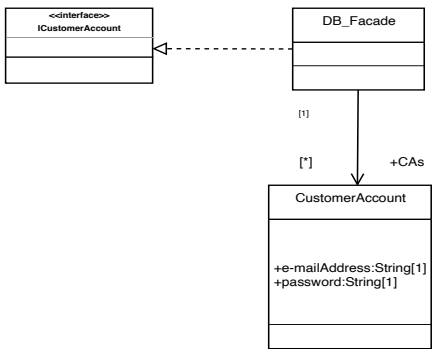 <<interface>>
ICustomerAccount
DB_Facade
[1]
[*] +CAs
CustomerAccount
+e-mailAddress:String[1]
+password:String[1]